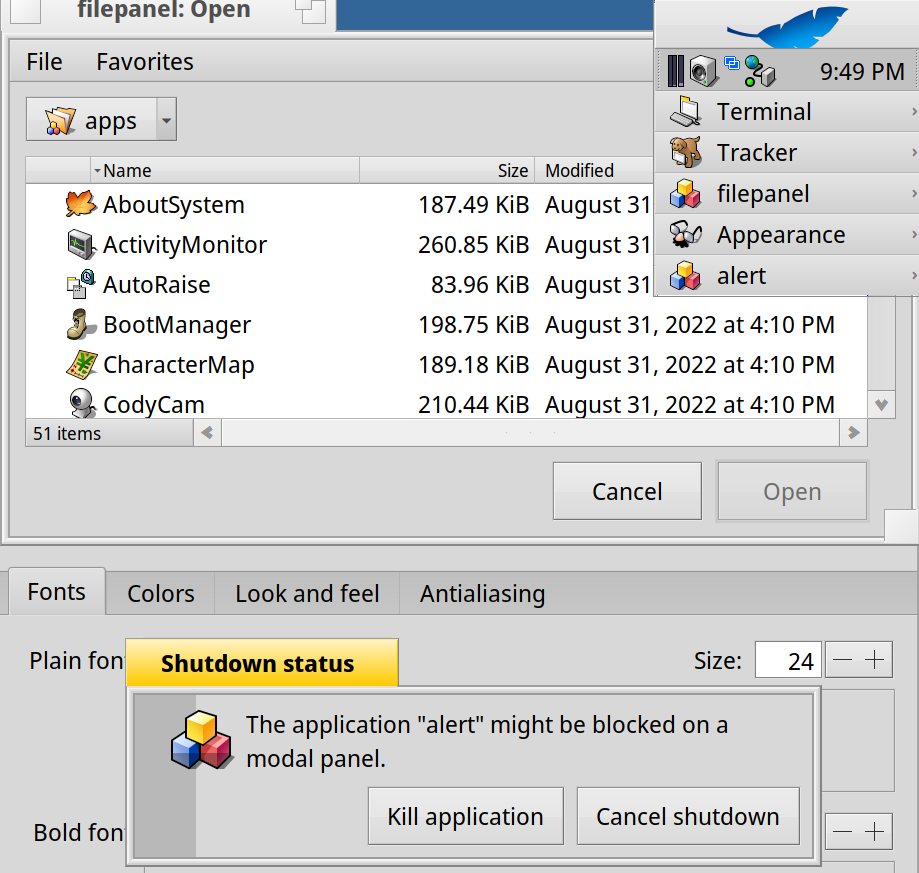 filepanel: Open
File Favorites
apps
Name Size Modified
AboutSystem 187.49 KiB August 31
ActivityMonitor 260.85 KiB August 31
AutoRaise 83.96 KiB August 31
BootManager 198.75 KiB August 31, 2022 at 4:10 PM
CharacterMap 189.18 KiB August 31, 2022 at 4:10 PM
CodyCam 210.44 KiB August 31, 2022 at 4:10 PM
51 items
Cancel Open
9:49 PM
Terminal
Tracker
filepanel
Appearance
alert
Fonts Colors Look and feel Antialiasing
Plain fon Size: 24
Shutdown status
The application "alert" might be blocked on a
modal panel.
Kill application Cancel shutdown
Bold fon